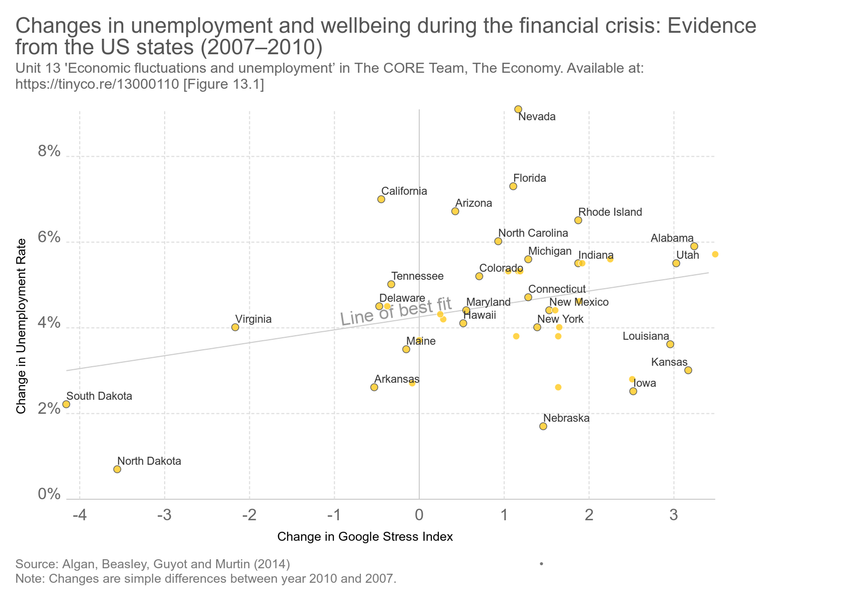 Changes in unemployment and wellbeing during the financial crisis: Evidence
from the US states (2007–2010)
Unit 13 'Economic fluctuations and unemployment' in The CORE Team, The Economy. Available at:
https://tinyco.re/13000110 [Figure 13.1]
Nevada
8%
Florida
California
Arizona
Rhode Island
North Carolina
Alabama
6%
Michigan
Indiana
Utah
Colorado
Tennessee
Connecticut
Delaware
Maryland
New Mexico
Line of best fit
Hawaii
New York
Virginia
4%
Louisiana
Maine
Kansas
Arkansas
Iowa
South Dakota
2%
Nebraska
North Dakota
0%
-4 -3 -2 -1 0 1 2 3
Change in Unemployment Rate
Change in Google Stress Index
Source: Algan, Beasley, Guyot and Murtin (2014)
Note: Changes are simple differences between year 2010 and 2007.